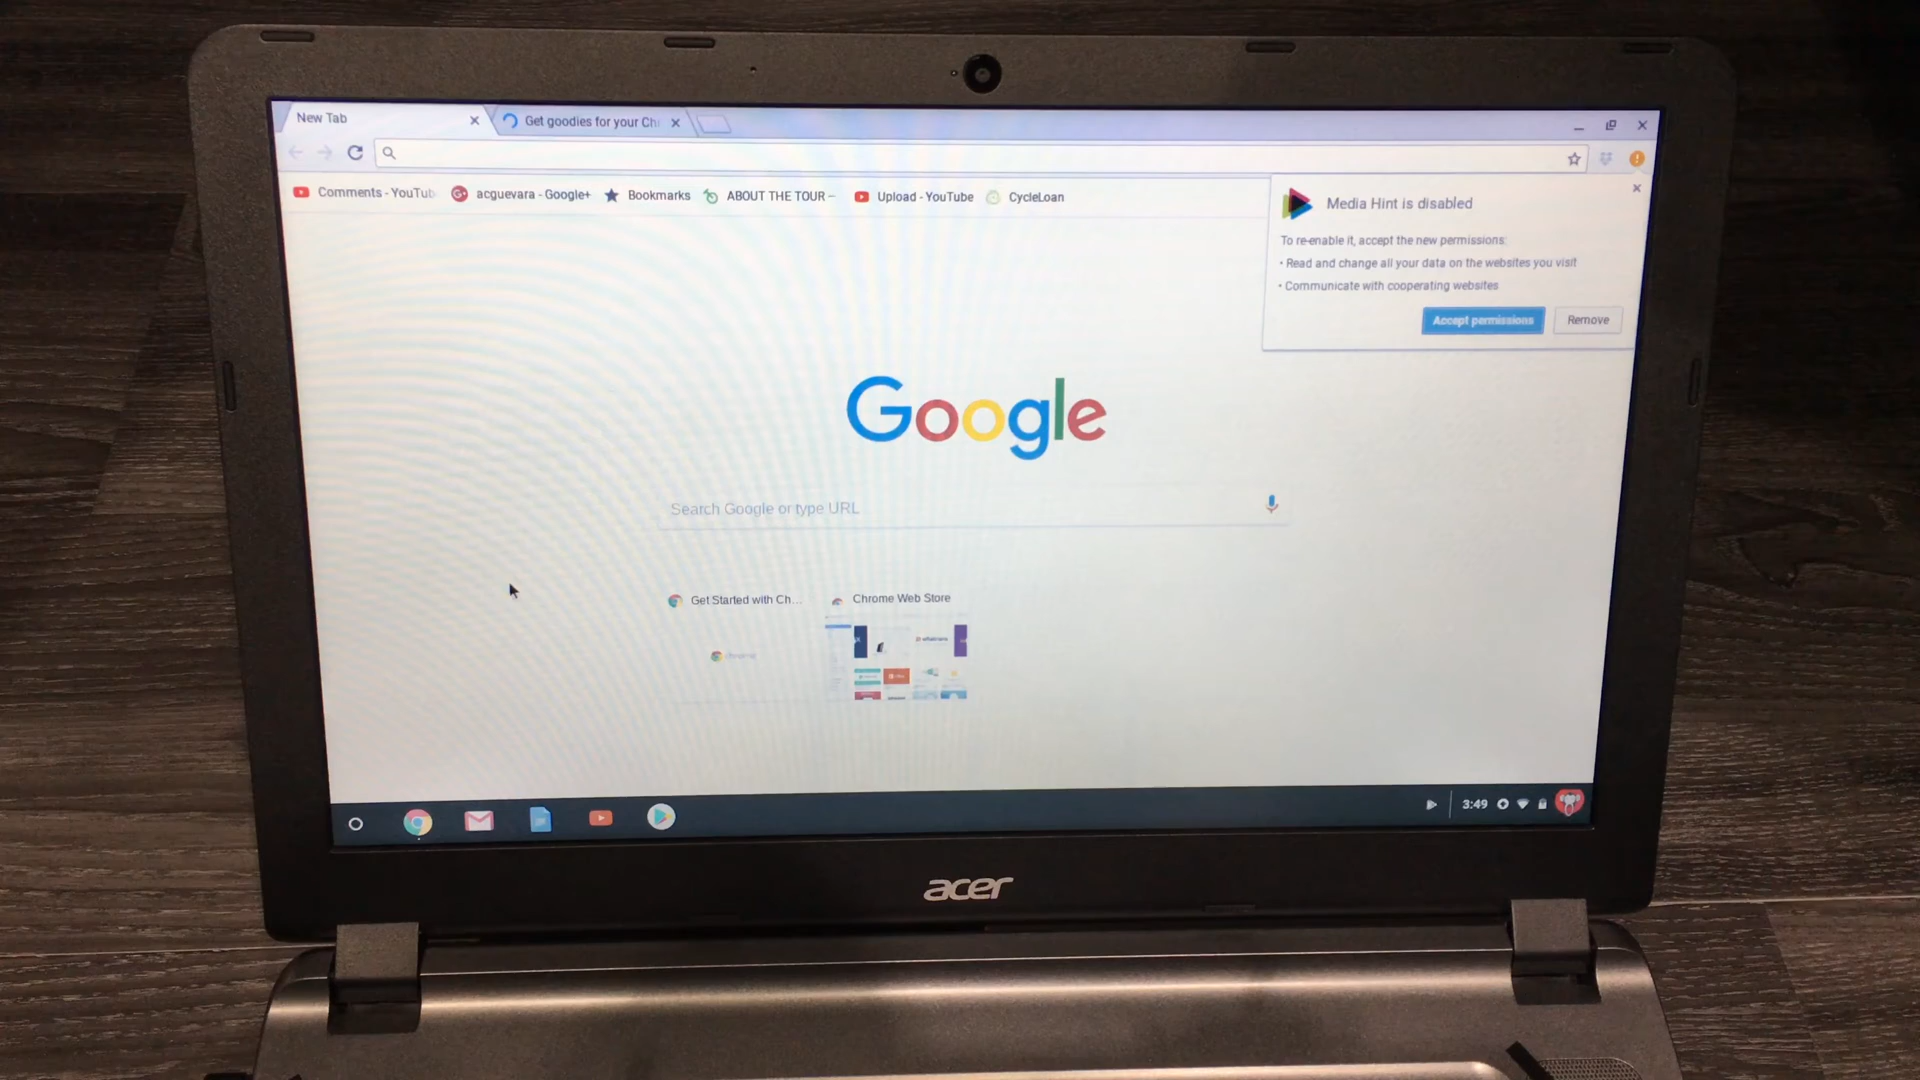 New Tab
Get goodies for your Ch
Comments - YouTub
acguevara - Google+
Bookmarks
ABOUT THE TOUR –
Upload - YouTube
CycleLoan
Media Hint is disabled
To re-enable it, accept the new permissions:
• Read and change all your data on the websites you visit
• Communicate with cooperating websites
Accept permissions
Remove
Google
Search Google or type URL
Get Started with Ch...
Chrome Web Store
chrome
3:49
acer